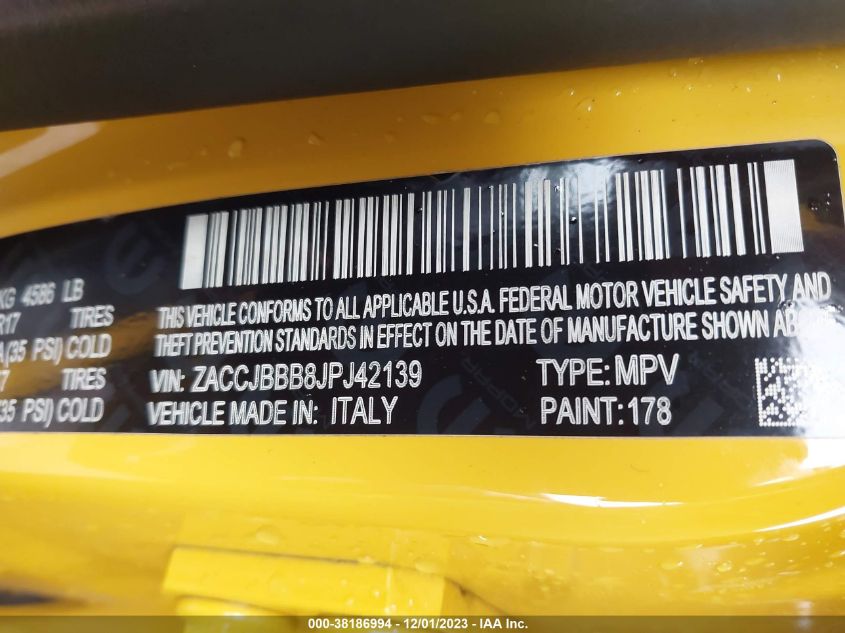 KG 4586 LB
R17 TIRES
(35 PSI) COLD
TIRES
35 PSI) COLD
THIS VEHICLE CONFORMS TO ALL APPLICABLE U.S.A. FEDERAL MOTOR VEHICLE SAFETY AND
THEFT PREVENTION STANDARDS IN EFFECT ON THE DATE OF MANUFACTURE SHOWN
VIN: ZACCJBBB8JPJ42139 TYPE: MPV
VEHICLE MADE IN: ITALY PAINT: 178
000-38186994 - 12/01/2023 - IAA Inc.